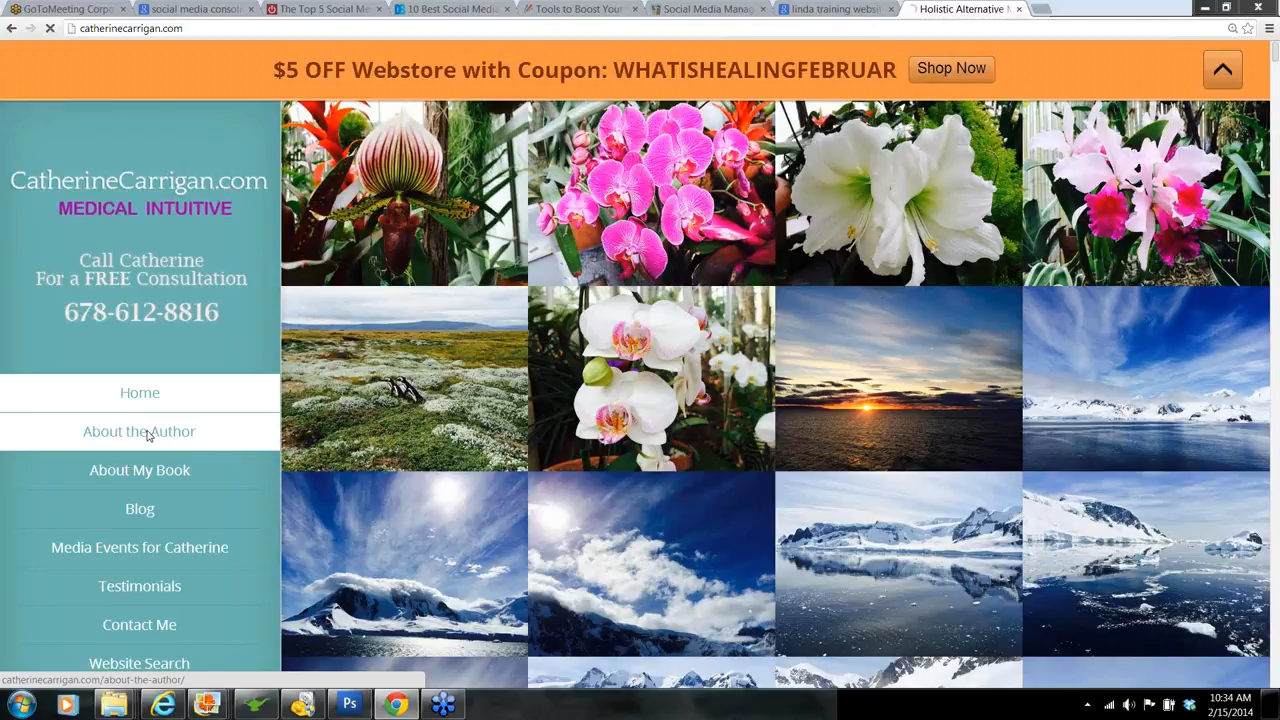 GoToMeeting Corpo
social media consoli
The Top 5 Social Me
10 Best Social Media
Tools to Boost Your
Social Media Manag
linda training websit
Holistic Alternative M
catherinecarrigan.com
$5 OFF Webstore with Coupon: WHATISHEALINGFEBRUAR
Shop Now
CatherineCarrigan.com
MEDICAL INTUITIVE
Call Catherine
For a FREE Consultation
678-612-8816
Home
About the Author
About My Book
Blog
Media Events for Catherine
Testimonials
Contact Me
Website Search
catherinecarrigan.com/about-the-author/
Ps
10:34 AM
2/15/2014